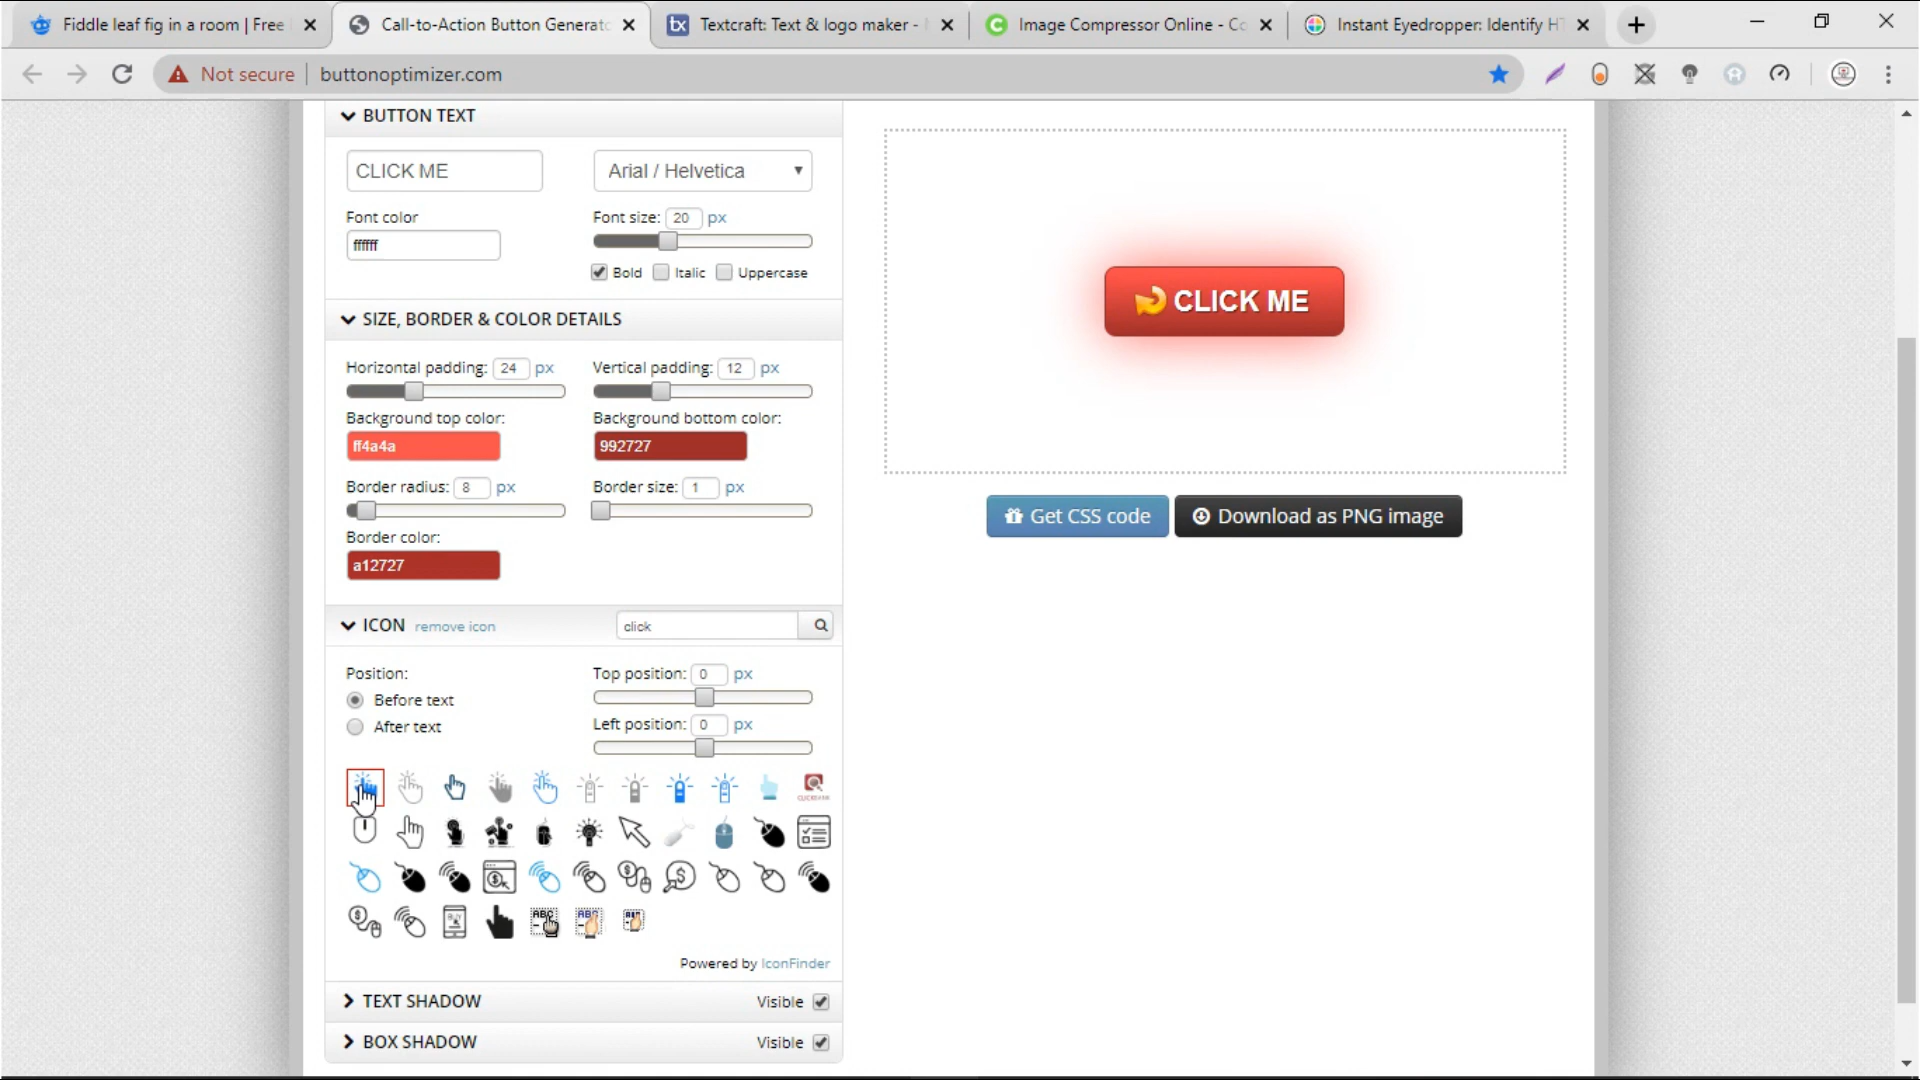 Fiddle leaf fig in a room | Free
Call-to-Action Button Generato
Textcraft: Text & logo maker -
Image Compressor Online - Co
Instant Eyedropper: Identify HT
Not secure
buttonoptimizer.com
BUTTON TEXT
CLICK ME
Arial / Helvetica
Font color
Font size: 20 px
ffffff
Bold Italic Uppercase
SIZE, BORDER & COLOR DETAILS
Horizontal padding: 24 px
Vertical padding: 12 px
Background top color:
Background bottom color:
ff4a4a
992727
Border radius: 8 px
Border size: 1 px
Border color:
a12727
ICON remove icon
click
Position:
Top position: 0 px
Before text
Left position: 0 px
After text
Powered by IconFinder
TEXT SHADOW
Visible
BOX SHADOW
Visible
CLICK ME
Get CSS code
Download as PNG image